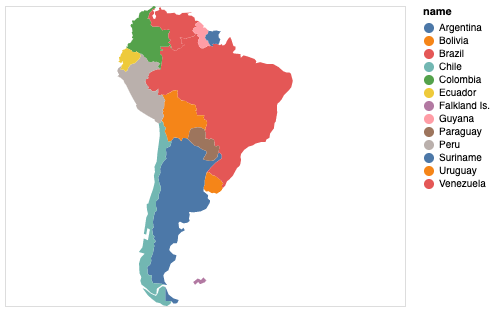 name
Argentina
Bolivia
Brazil
Chile
Colombia
Ecuador
Falkland Is.
Guyana
Paraguay
Peru
Suriname
Uruguay
Venezuela